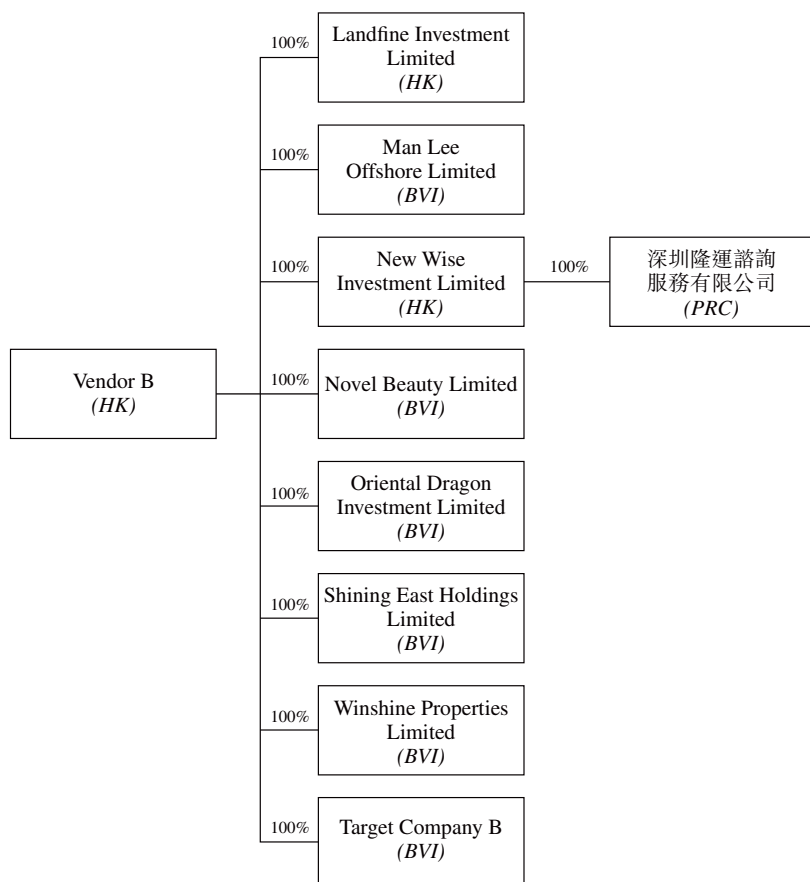 100%
Landfine Investment
Limited
(HK)
100%
Man Lee
Offshore Limited
(BVI)
100%
New Wise
Investment Limited
(HK)
100%
深圳隆運諮詢
服務有限公司
(PRC)
Vendor B
(HK)
100%
Novel Beauty Limited
(BVI)
100%
Oriental Dragon
Investment Limited
(BVI)
100%
Shining East Holdings
Limited
(BVI)
100%
Winshine Properties
Limited
(BVI)
100%
Target Company B
(BVI)